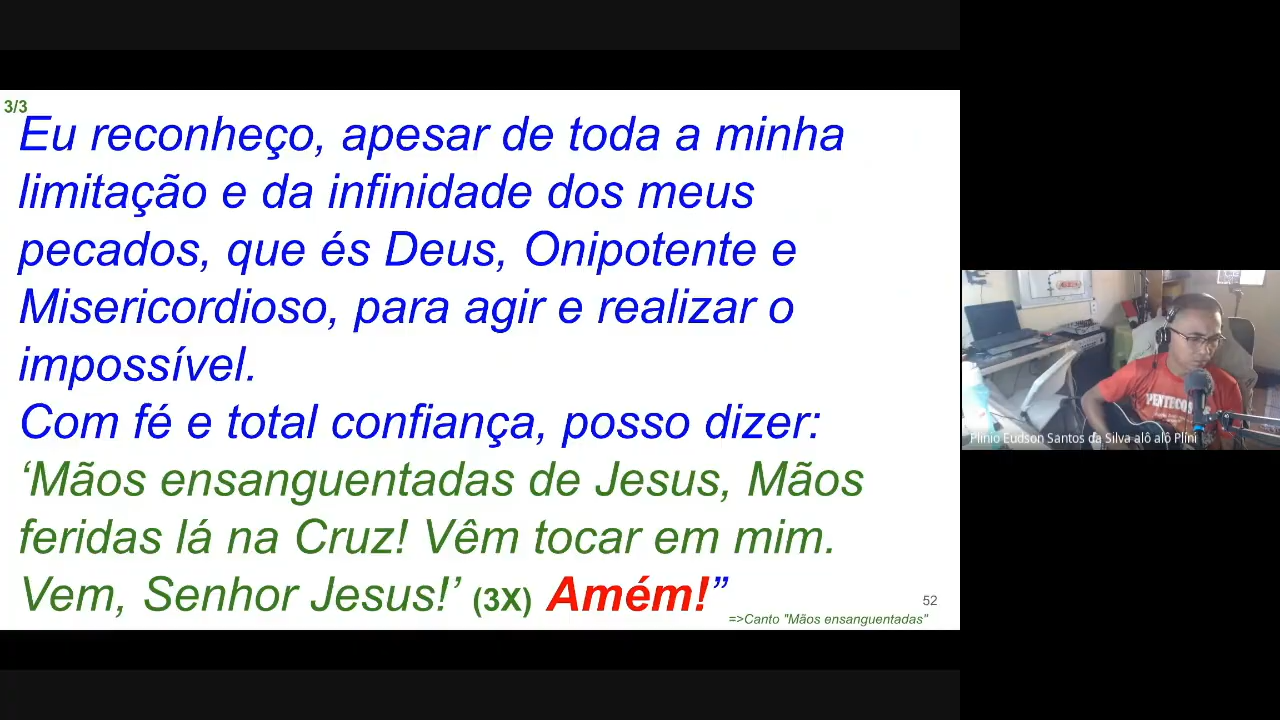 3/3
Eu reconheço, apesar de toda a minha
limitação e da infinidade dos meus
pecados, que és Deus, Onipotente e
Misericordioso, para agir e realizar o
impossível.
Com fé e total confiança, posso dizer:
‘Mãos ensanguentadas de Jesus, Mãos
feridas lá na Cruz! Vêm tocar em mim.
Vem, Senhor Jesus!’ (3X) Amém!”
52
=>Canto "Mãos ensanguentadas"
Plinio Eudson Santos da Silva alô alô Plíni